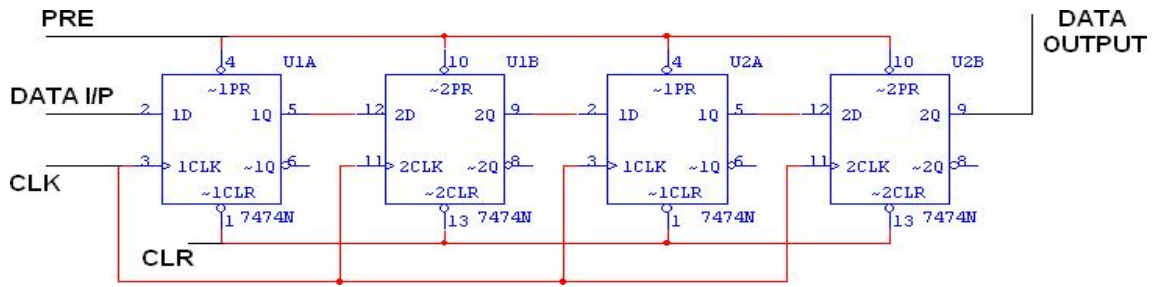 PRE
DATA
OUTPUT
4 U1A 10 U1B 4 U2A 10 U2B
~1PR ~2PR ~1PR ~2PR
DATA I/P
2 1D 1Q 5 12 2D 2Q 9 2 1D 1Q 5 12 2D 2Q 9
3 1CLK ~1Q 6 11 2CLK ~2Q 8 3 1CLK ~1Q 6 11 2CLK ~2Q 8
CLK
~1CLR ~2CLR ~1CLR ~2CLR
1 7474N 13 7474N 1 7474N 13 7474N
CLR